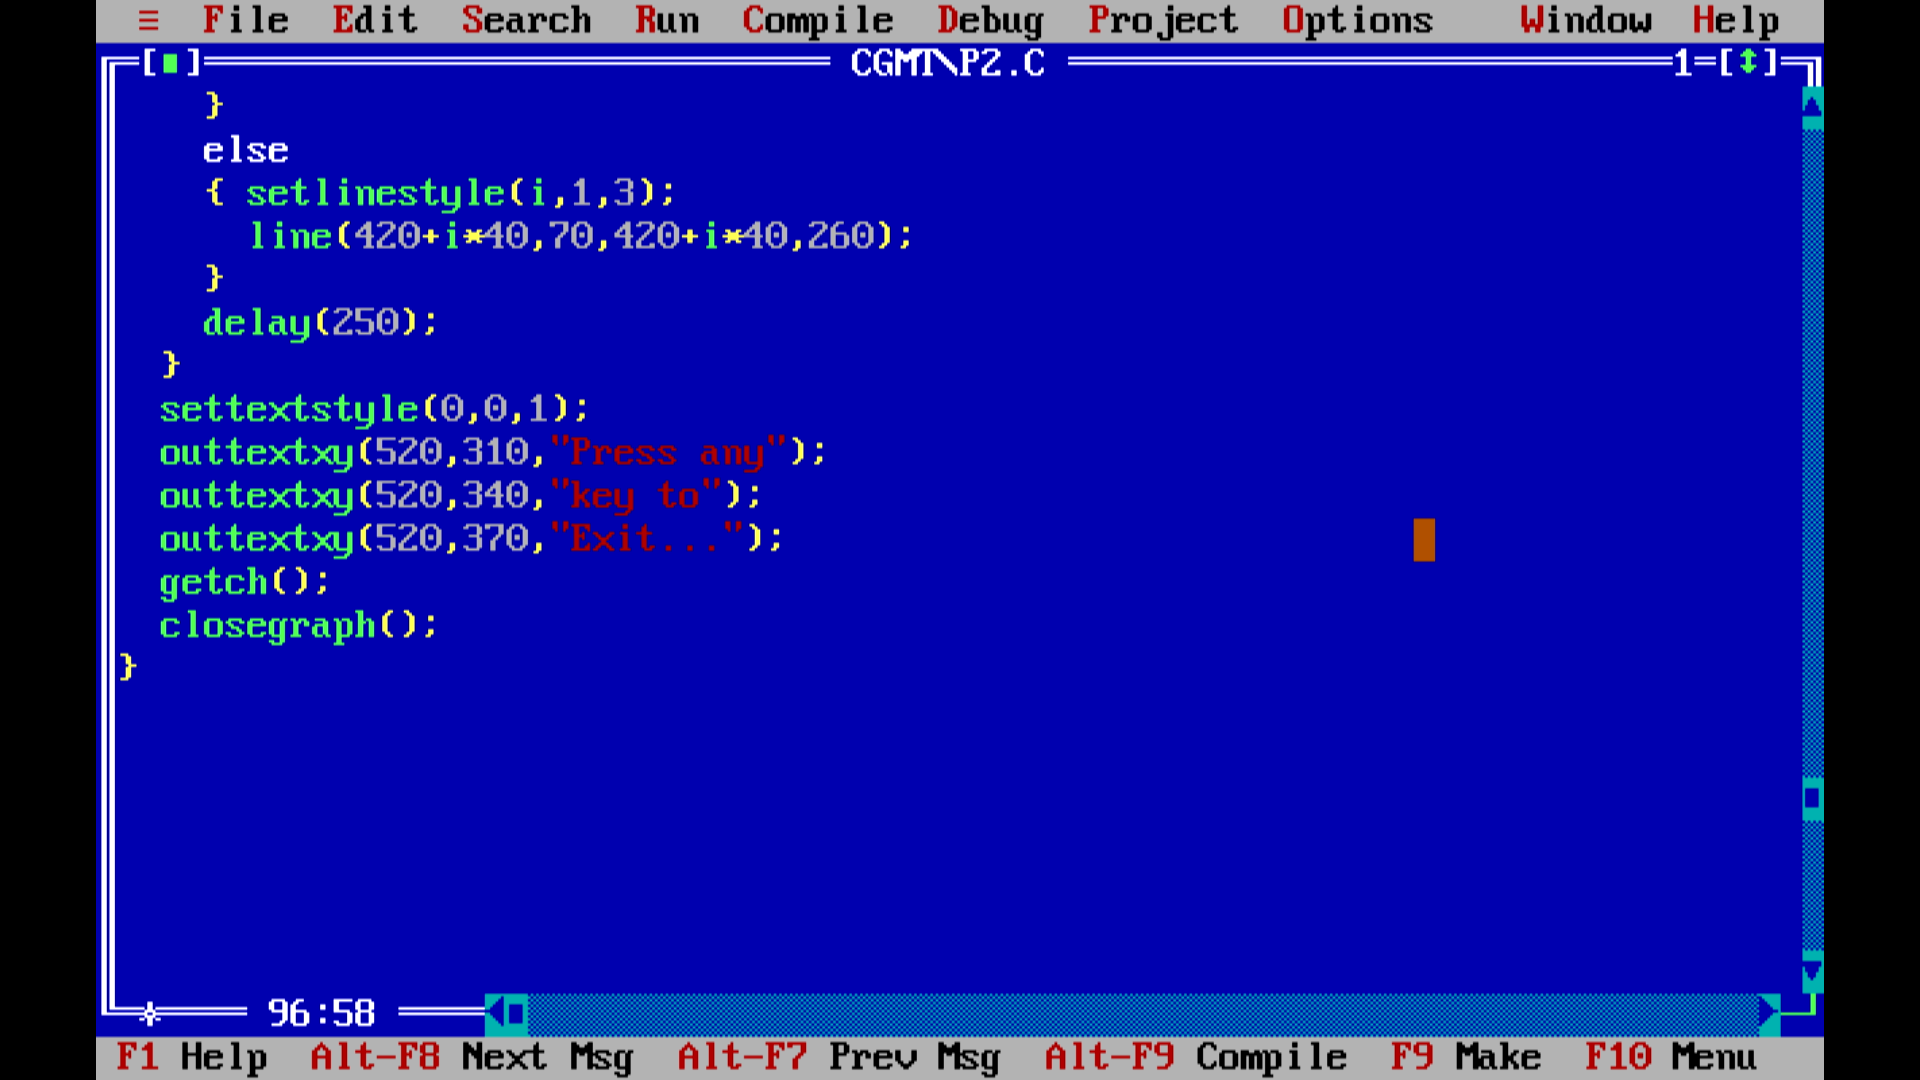 ≡ File Edit Search Run Compile Debug Project Options Window Help
[■] CGMT\P2.C 1=[↕]
}
else
{ setlinestyle(i,1,3);
line(420+i*40,70,420+i*40,260);
}
delay(250);
}
settextstyle(0,0,1);
outtextxy(520,310,"Press any");
outtextxy(520,340,"key to");
outtextxy(520,370,"Exit...");
getch();
closegraph();
}
96:58
F1 Help Alt-F8 Next Msg Alt-F7 Prev Msg Alt-F9 Compile F9 Make F10 Menu